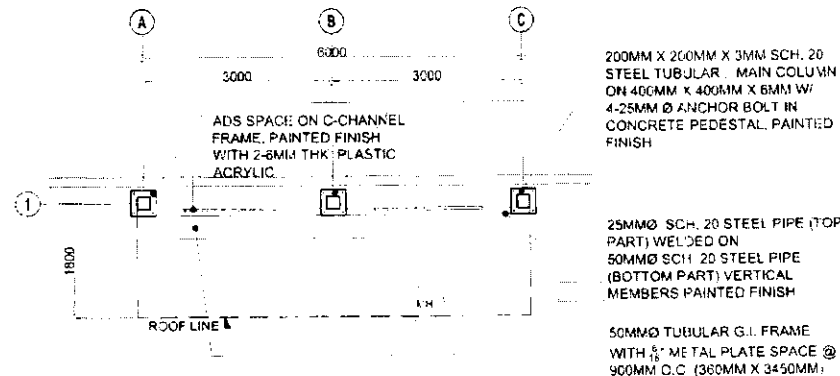 A B C
6000
3000 3000
ADS SPACE ON C-CHANNEL
FRAME, PAINTED FINISH
WITH 2-6MM THK PLASTIC
ACRYLIC
1
1800
ROOF LINE
200MM X 200MM X 3MM SCH. 20
STEEL TUBULAR MAIN COLUMN
ON 400MM X 400MM X 6MM W/
4-25MM Ø ANCHOR BOLT IN
CONCRETE PEDESTAL, PAINTED
FINISH
25MMØ SCH. 20 STEEL PIPE (TOP
PART) WELDED ON
50MMØ SCH 20 STEEL PIPE
(BOTTOM PART) VERTICAL
MEMBERS PAINTED FINISH
50MMØ TUBULAR G.I. FRAME
WITH METAL PLATE SPACE @
900MM O.C (360MM X 3450MM)